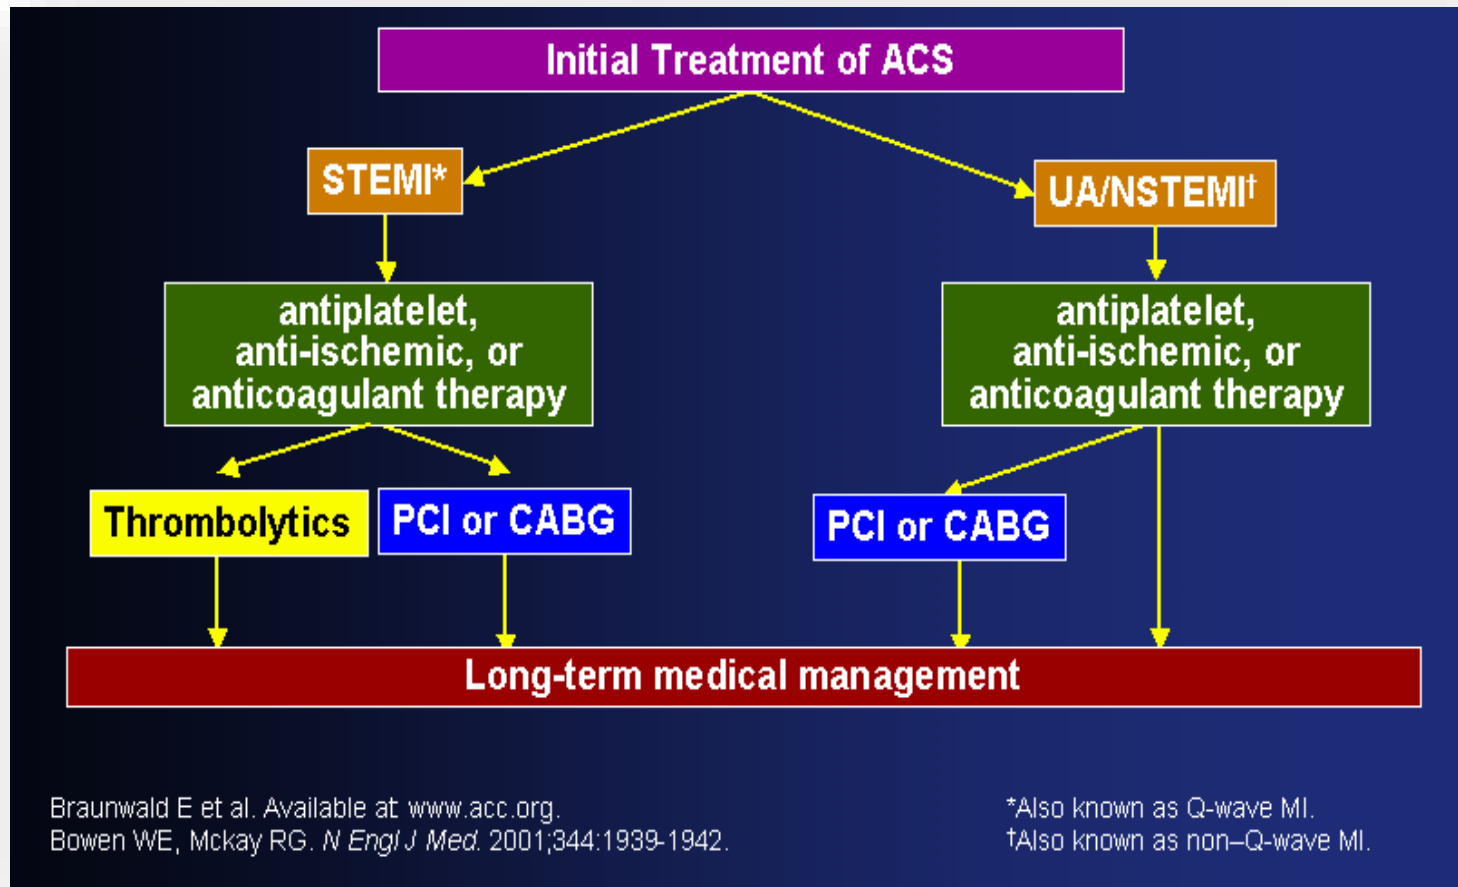 Initial Treatment of ACS
STEMI*
UA/NSTEMI†
antiplatelet,
anti-ischemic, or
anticoagulant therapy
antiplatelet,
anti-ischemic, or
anticoagulant therapy
Thrombolytics
PCI or CABG
PCI or CABG
Long-term medical management
Braunwald E et al. Available at www.acc.org.
Bowen WE, Mckay RG. N Engl J Med. 2001;344:1939-1942.
*Also known as Q-wave MI.
†Also known as non–Q-wave MI.